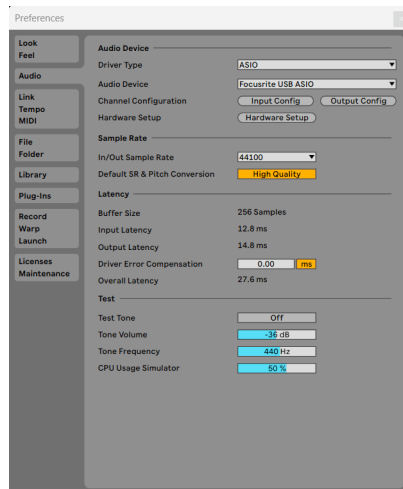 Preferences
Look
Feel
Audio
Link
Tempo
MIDI
File
Folder
Library
Plug-Ins
Record
Warp
Launch
Licenses
Maintenance
Audio Device
Driver Type ASIO
Audio Device Focusrite USB ASIO
Channel Configuration Input Config Output Config
Hardware Setup Hardware Setup
Sample Rate
In/Out Sample Rate 44100
Default SR & Pitch Conversion High Quality
Latency
Buffer Size 256 Samples
Input Latency 12.8 ms
Output Latency 14.8 ms
Driver Error Compensation 0.00 ms
Overall Latency 27.6 ms
Test
Test Tone Off
Tone Volume -36 dB
Tone Frequency 440 Hz
CPU Usage Simulator 50 %